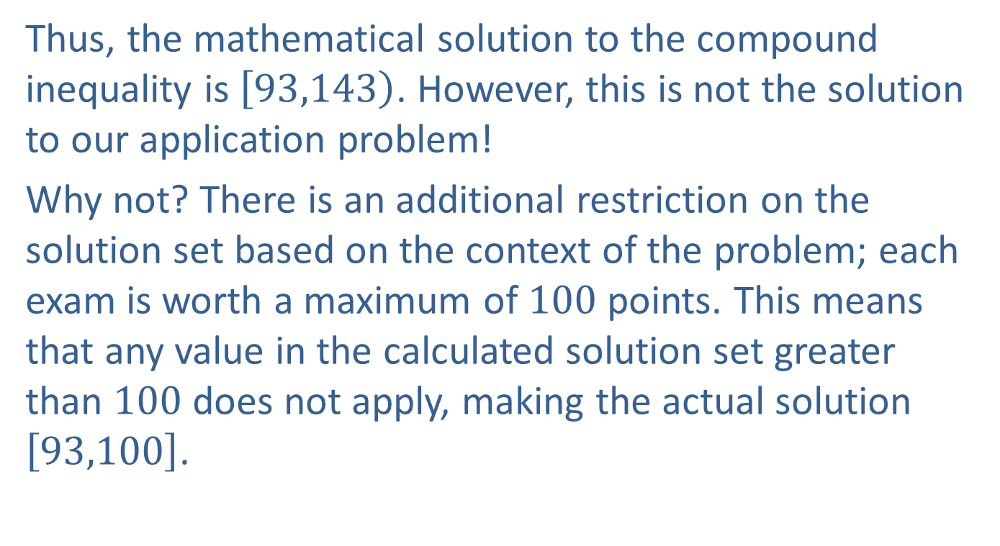 Thus, the mathematical solution to the compound
inequality is [93,143). However, this is not the solution
to our application problem!
Why not? There is an additional restriction on the
solution set based on the context of the problem; each
exam is worth a maximum of 100 points. This means
that any value in the calculated solution set greater
than 100 does not apply, making the actual solution
[93,100].